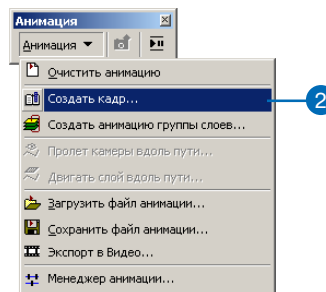 Анимация
Анимация
Очистить анимацию
Создать кадр...
2
Создать анимацию группы слоев...
Пролет камеры вдоль пути...
Двигать слой вдоль пути...
Загрузить файл анимации...
Сохранить файл анимации...
Экспорт в Видео...
Менеджер анимации...